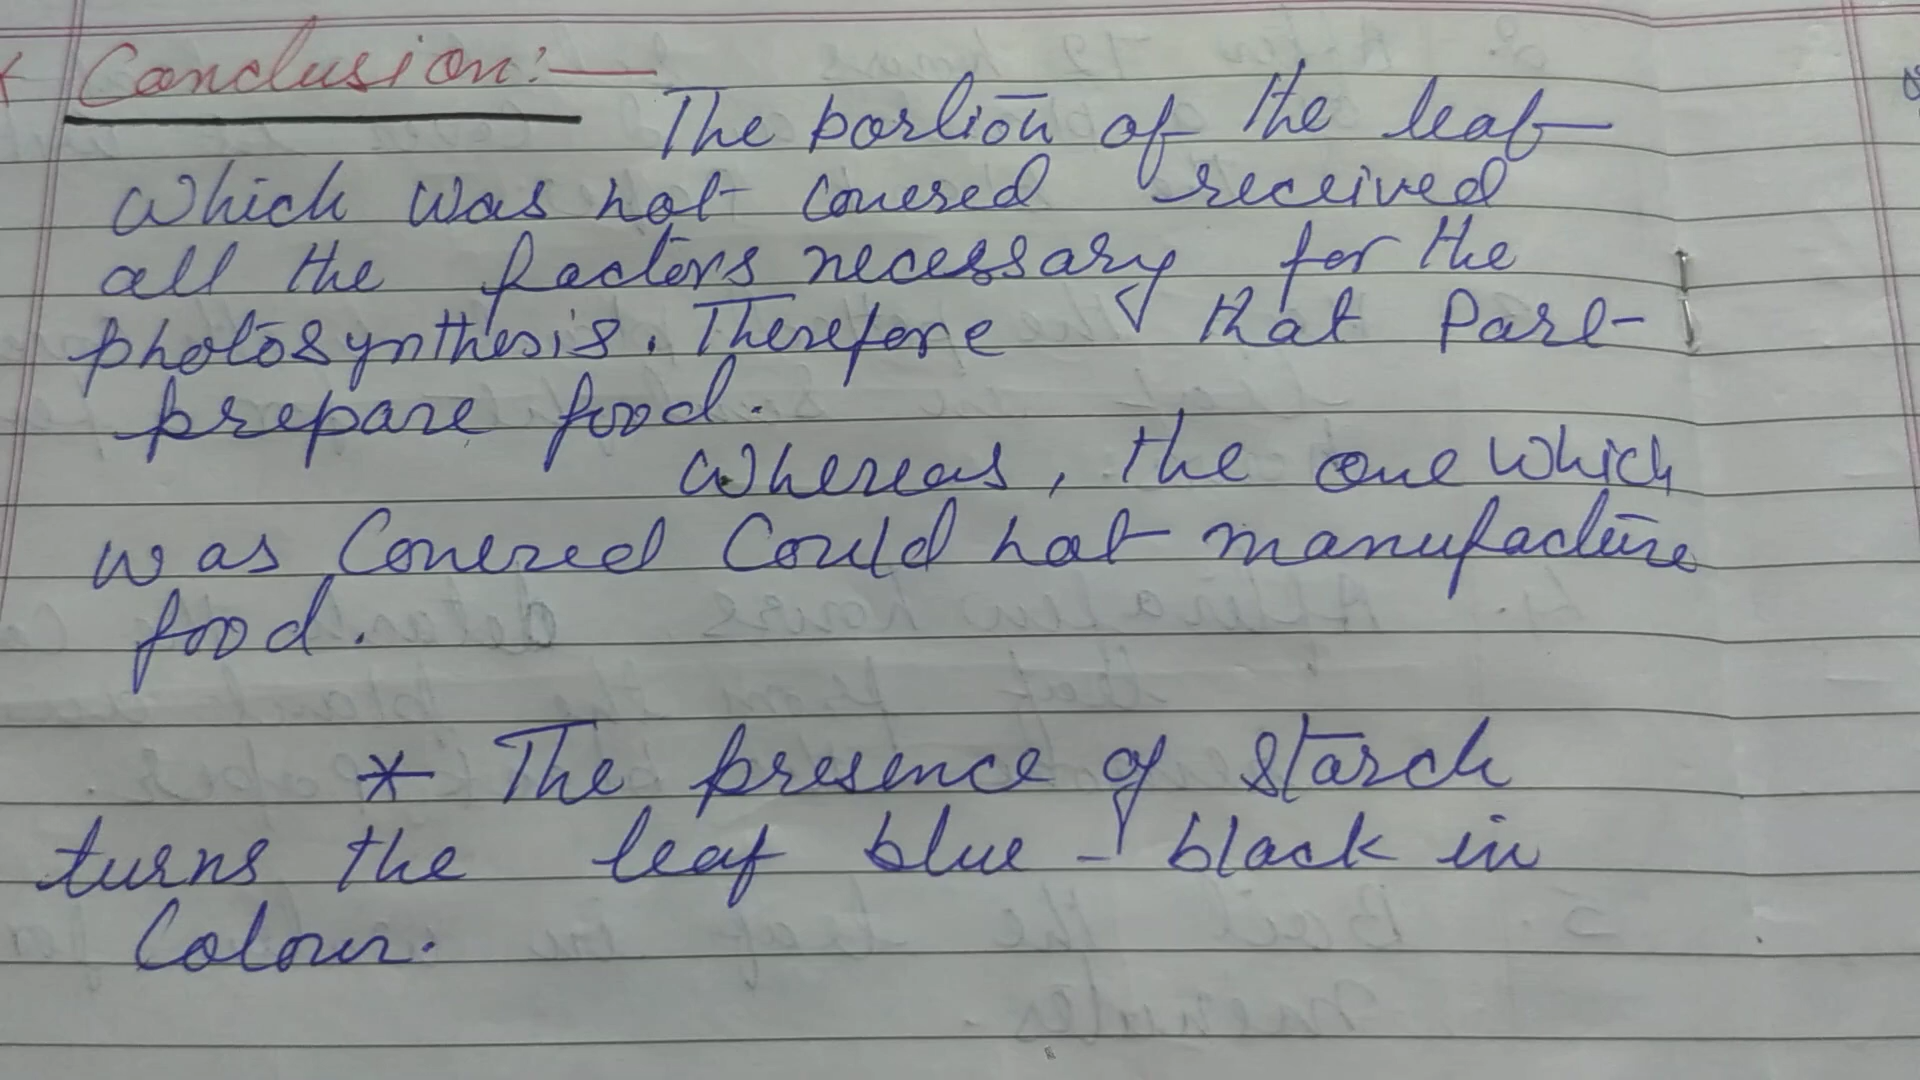 Conclusion:—
The portion of the leaf
which was not covered received
all the factors necessary for the
photosynthesis. Therefore that part
prepare food.
Whereas, the one which
was Covered Could not manufacture
food.
* The presence of starch
turns the leaf blue - black in
Colour.